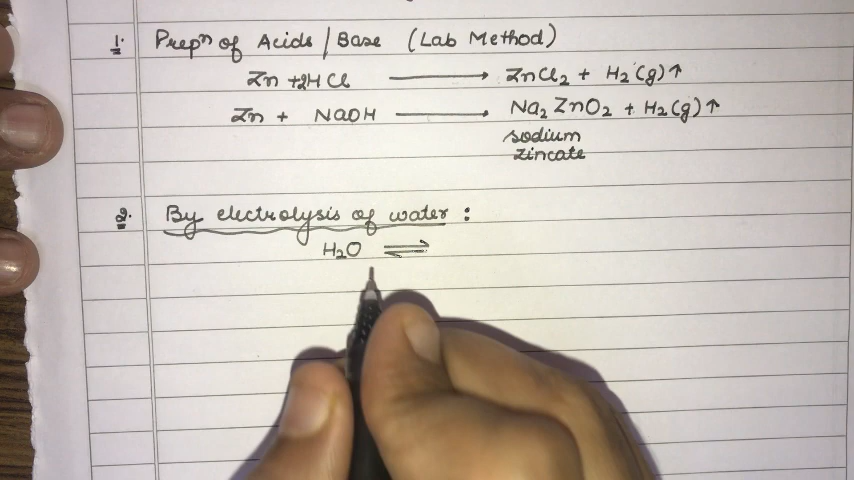 1. Prepⁿ of Acids / Base (Lab Method)
Zn + 2HCl ⟶ ZnCl₂ + H₂(g)↑
Zn + NaOH ⟶ Na₂ZnO₂ + H₂(g)↑
sodium
zincate
2. By electrolysis of water :
H₂O ⇌